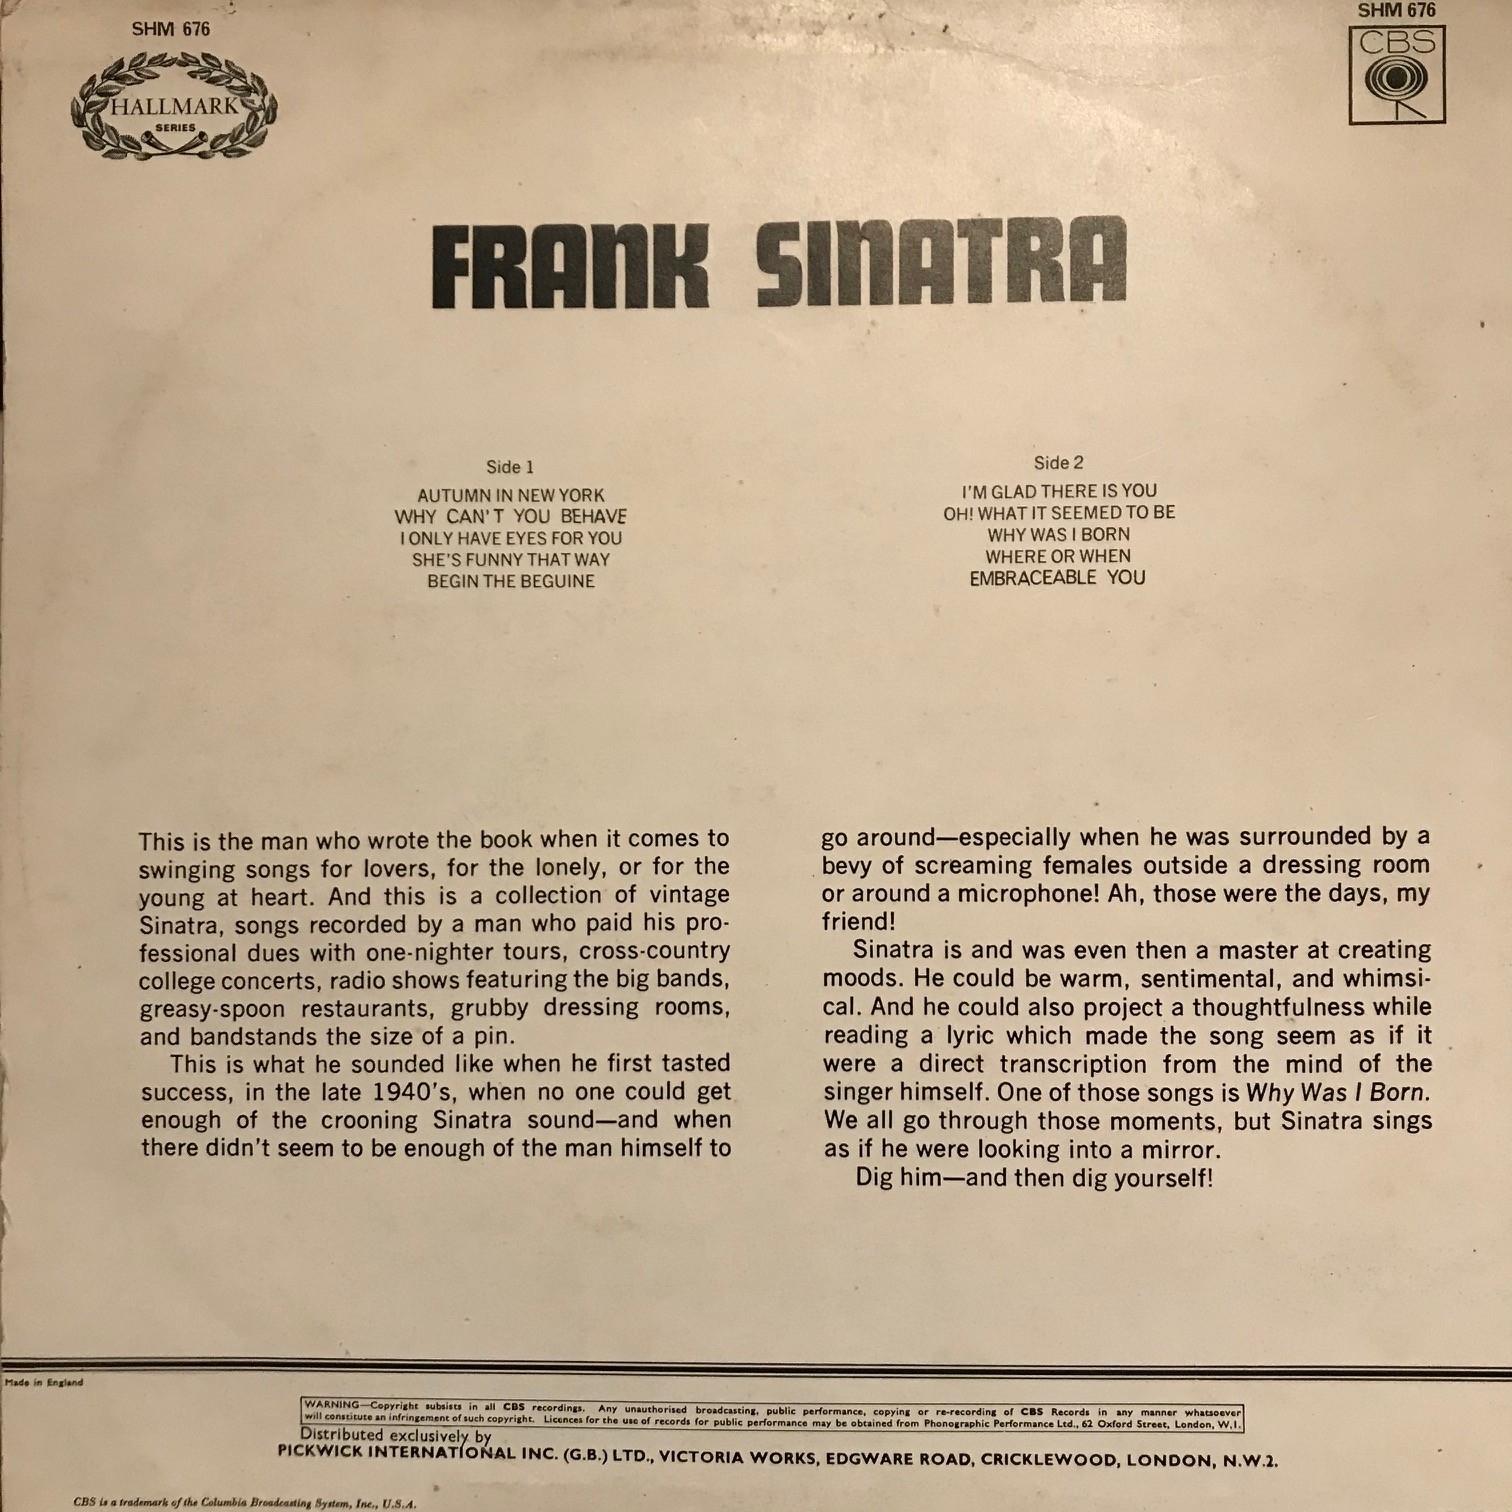 SHM 676
HALLMARK
SERIES
SHM 676
CBS
FRANK SINATRA
Side 1
AUTUMN IN NEW YORK
WHY CAN'T YOU BEHAVE
I ONLY HAVE EYES FOR YOU
SHE'S FUNNY THAT WAY
BEGIN THE BEGUINE
Side 2
I'M GLAD THERE IS YOU
OH! WHAT IT SEEMED TO BE
WHY WAS I BORN
WHERE OR WHEN
EMBRACEABLE YOU
This is the man who wrote the book when it comes to
swinging songs for lovers, for the lonely, or for the
young at heart. And this is a collection of vintage
Sinatra, songs recorded by a man who paid his pro-
fessional dues with one-nighter tours, cross-country
college concerts, radio shows featuring the big bands,
greasy-spoon restaurants, grubby dressing rooms,
and bandstands the size of a pin.
This is what he sounded like when he first tasted
success, in the late 1940's, when no one could get
enough of the crooning Sinatra sound—and when
there didn't seem to be enough of the man himself to
go around—especially when he was surrounded by a
bevy of screaming females outside a dressing room
or around a microphone! Ah, those were the days, my
friend!
Sinatra is and was even then a master at creating
moods. He could be warm, sentimental, and whimsi-
cal. And he could also project a thoughtfulness while
reading a lyric which made the song seem as if it
were a direct transcription from the mind of the
singer himself. One of those songs is Why Was I Born.
We all go through those moments, but Sinatra sings
as if he were looking into a mirror.
Dig him—and then dig yourself!
Made in England
WARNING—Copyright subsists in all CBS recordings. Any unauthorised broadcasting, public performance, copying or re-recording of CBS Records in any manner whatsoever
will constitute an infringement of such copyright. Licences for the use of records for public performance may be obtained from Phonographic Performance Ltd., 62 Oxford Street, London, W.1.
Distributed exclusively by
PICKWICK INTERNATIONAL INC. (G.B.) LTD., VICTORIA WORKS, EDGWARE ROAD, CRICKLEWOOD, LONDON, N.W.2.
CBS is a trademark of the Columbia Broadcasting System, Inc., U.S.A.